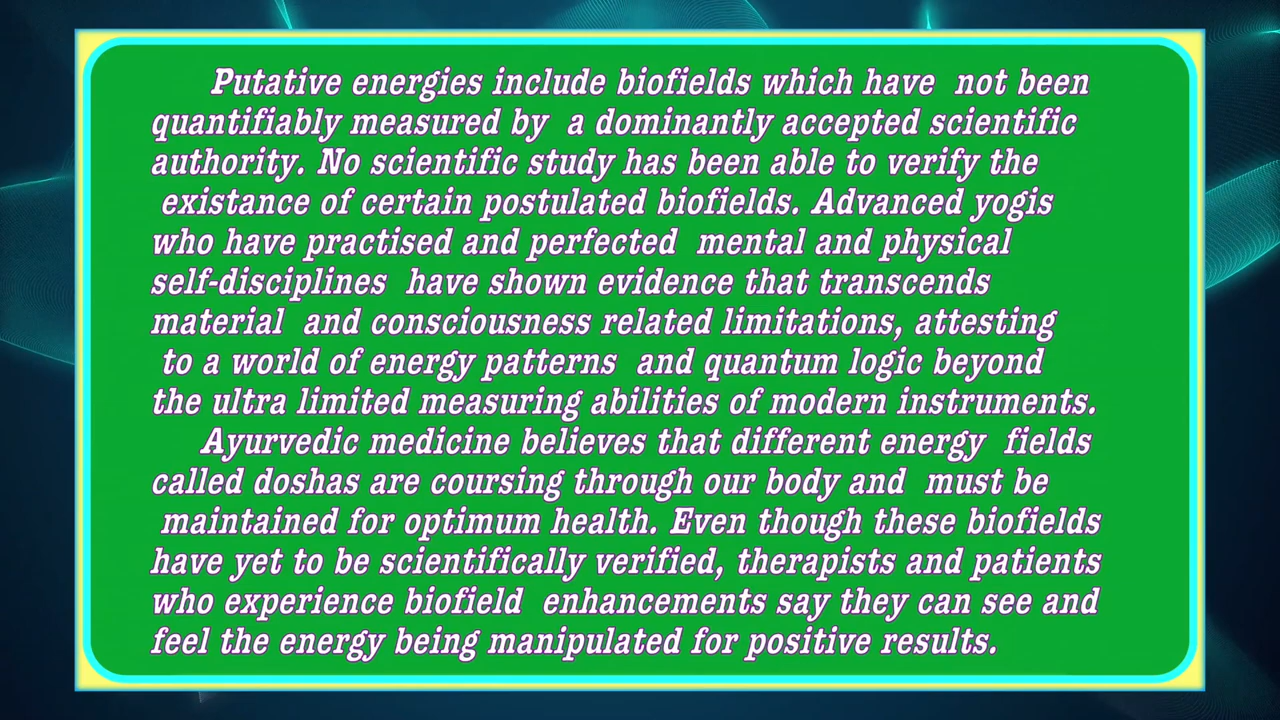 Putative energies include biofields which have not been
quantifiably measured by a dominantly accepted scientific
authority. No scientific study has been able to verify the
existance of certain postulated biofields. Advanced yogis
who have practised and perfected mental and physical
self-disciplines have shown evidence that transcends
material and consciousness related limitations, attesting
to a world of energy patterns and quantum logic beyond
the ultra limited measuring abilities of modern instruments.
Ayurvedic medicine believes that different energy fields
called doshas are coursing through our body and must be
maintained for optimum health. Even though these biofields
have yet to be scientifically verified, therapists and patients
who experience biofield enhancements say they can see and
feel the energy being manipulated for positive results.